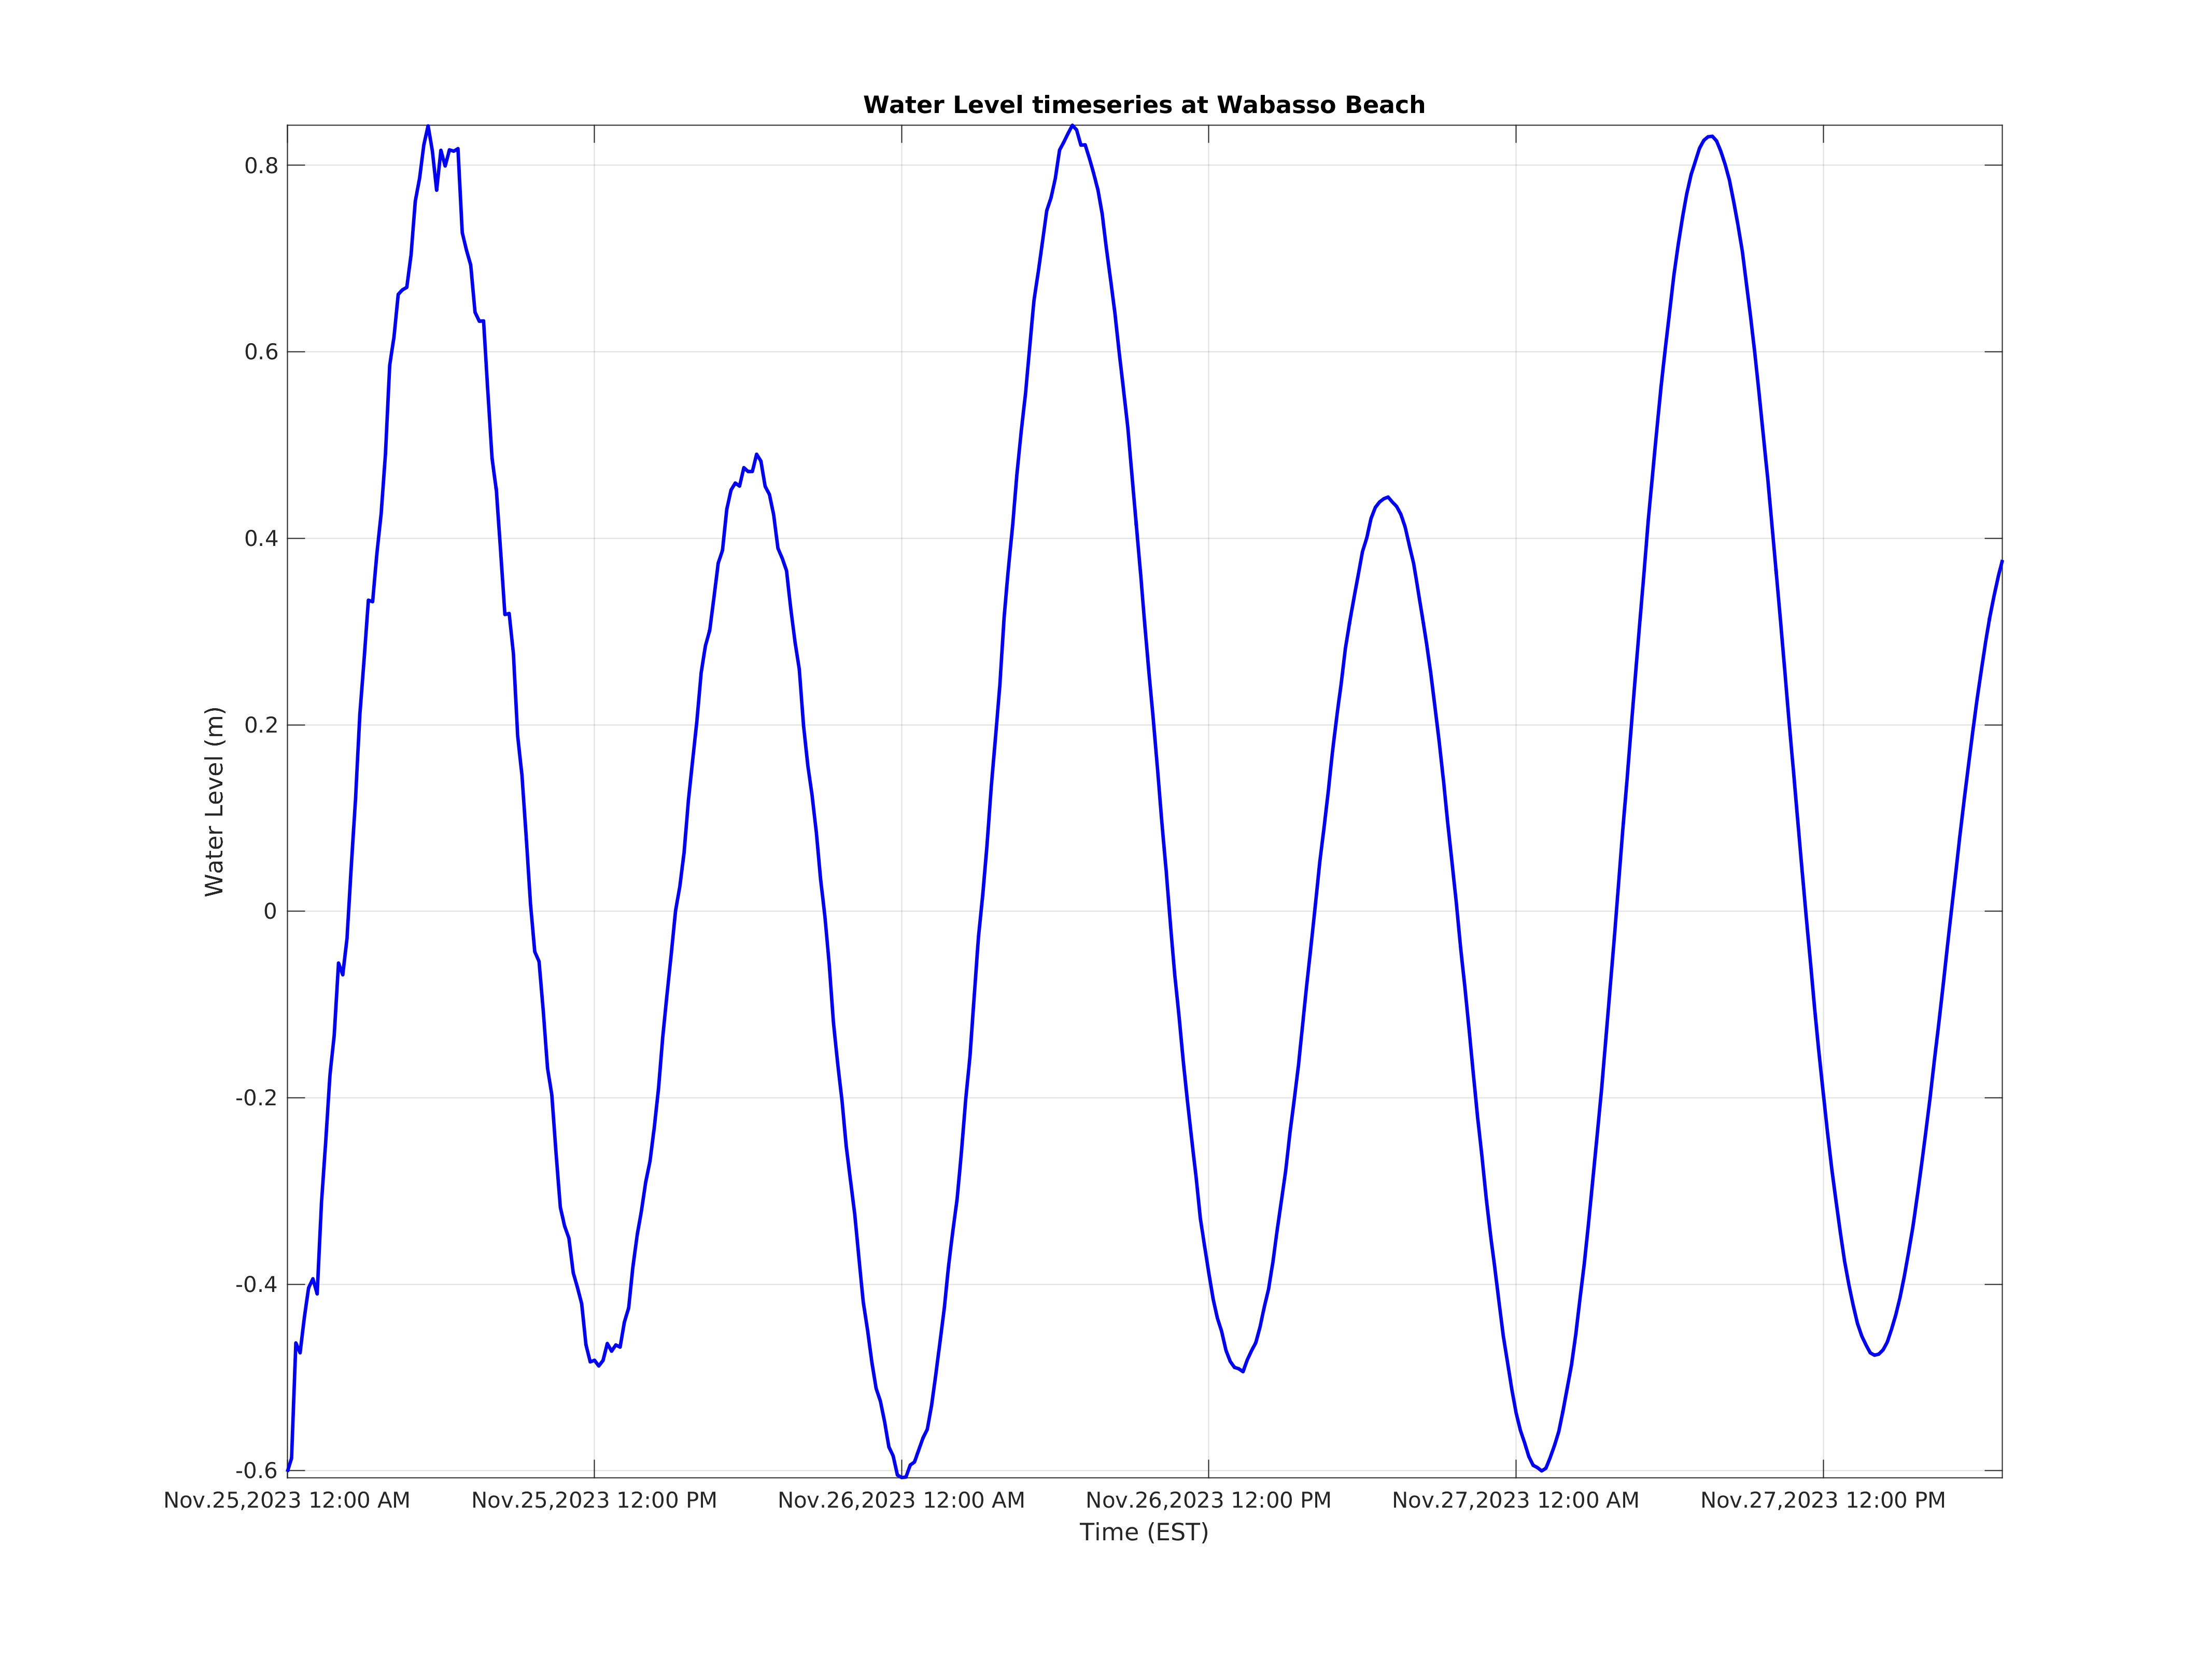 Water Level timeseries at Wabasso Beach
0.8
0.6
0.4
0.2
0
-0.2
-0.4
-0.6
Water Level (m)
Nov.25,2023 12:00 AM
Nov.25,2023 12:00 PM
Nov.26,2023 12:00 AM
Nov.26,2023 12:00 PM
Nov.27,2023 12:00 AM
Nov.27,2023 12:00 PM
Time (EST)